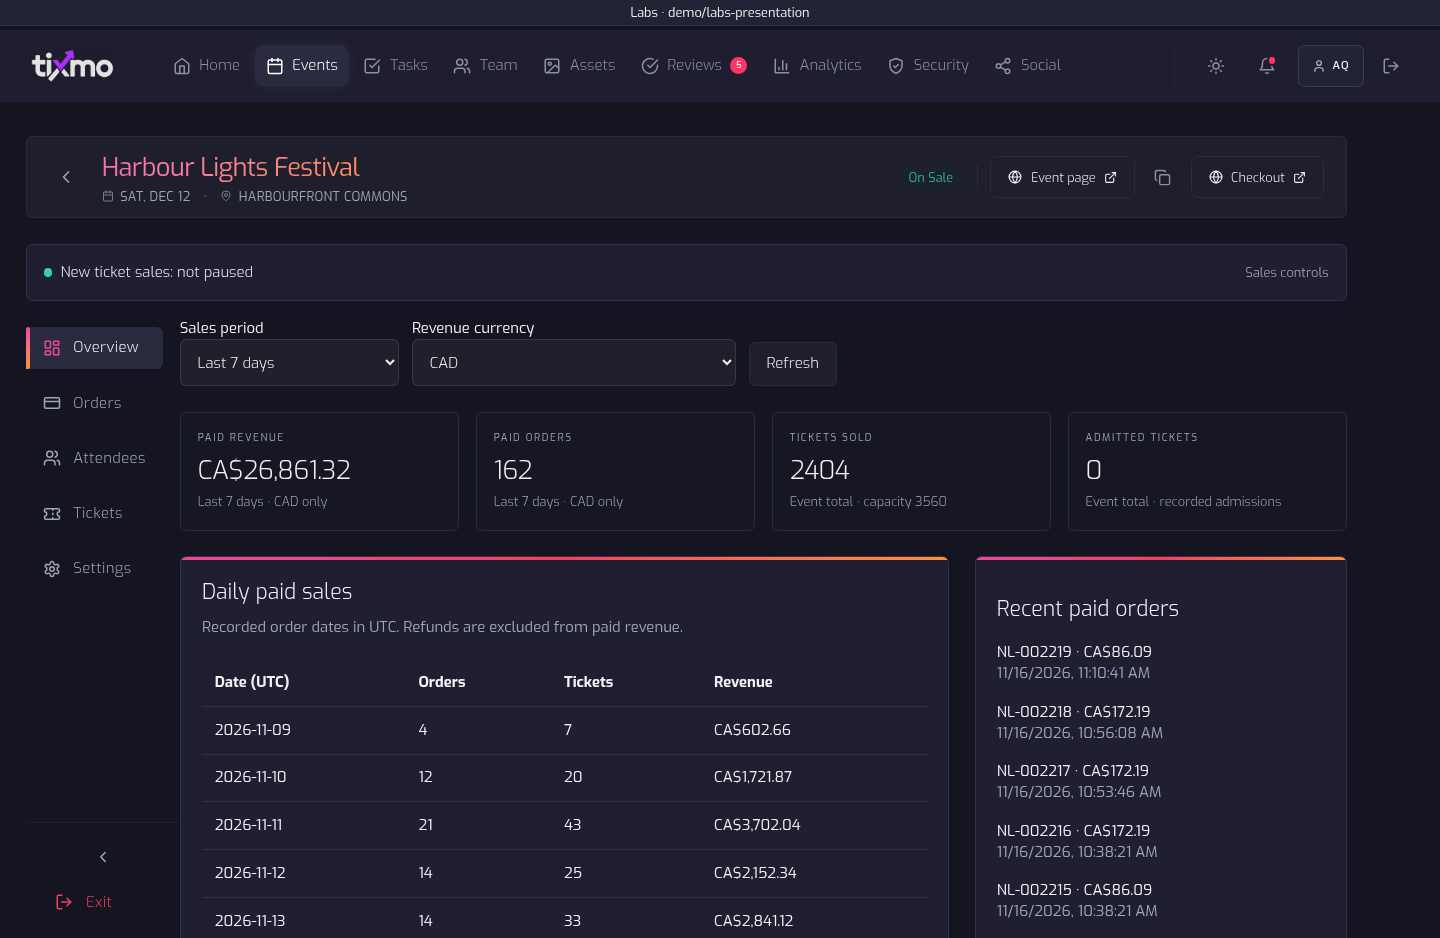 Labs · demo/labs-presentation
tixmo
Home
Events
Tasks
Team
Assets
Reviews 5
Analytics
Security
Social
AQ
Harbour Lights Festival
SAT, DEC 12 · HARBOURFRONT COMMONS
On Sale
Event page
Checkout
New ticket sales: not paused
Sales controls
Overview
Orders
Attendees
Tickets
Settings
Exit
Sales period
Last 7 days
Revenue currency
CAD
Refresh
PAID REVENUE
CA$26,861.32
Last 7 days · CAD only
PAID ORDERS
162
Last 7 days · CAD only
TICKETS SOLD
2404
Event total · capacity 3560
ADMITTED TICKETS
0
Event total · recorded admissions
Daily paid sales
Recorded order dates in UTC. Refunds are excluded from paid revenue.
Date (UTC) Orders Tickets Revenue
2026-11-09 4 7 CA$602.66
2026-11-10 12 20 CA$1,721.87
2026-11-11 21 43 CA$3,702.04
2026-11-12 14 25 CA$2,152.34
2026-11-13 14 33 CA$2,841.12
Recent paid orders
NL-002219 · CA$86.09
11/16/2026, 11:10:41 AM
NL-002218 · CA$172.19
11/16/2026, 10:56:08 AM
NL-002217 · CA$172.19
11/16/2026, 10:53:46 AM
NL-002216 · CA$172.19
11/16/2026, 10:38:21 AM
NL-002215 · CA$86.09
11/16/2026, 10:38:21 AM